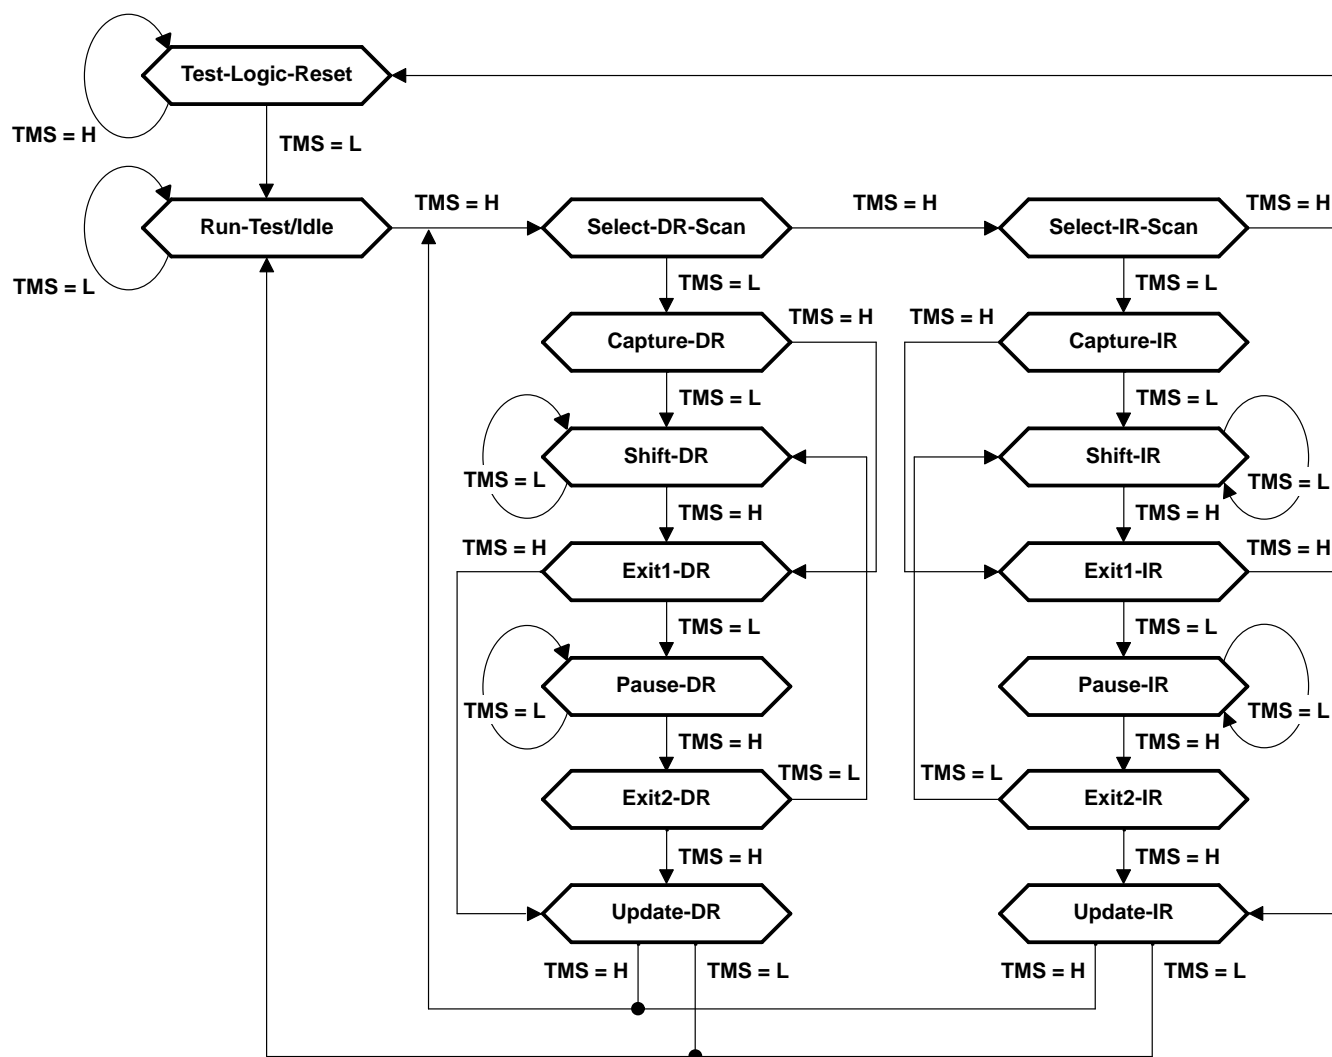 Test-Logic-Reset
TMS = H
TMS = L
Run-Test/Idle
TMS = H
Select-DR-Scan
TMS = H
Select-IR-Scan
TMS = H
TMS = L
TMS = L
TMS = L
Capture-DR
TMS = H
TMS = H
Capture-IR
TMS = L
TMS = L
Shift-DR
Shift-IR
TMS = L
TMS = L
TMS = H
TMS = H
TMS = H
Exit1-DR
Exit1-IR
TMS = H
TMS = L
TMS = L
Pause-DR
Pause-IR
TMS = L
TMS = L
TMS = H
TMS = H
Exit2-DR
TMS = L
TMS = L
Exit2-IR
TMS = H
TMS = H
Update-DR
Update-IR
TMS = H
TMS = L
TMS = H
TMS = L